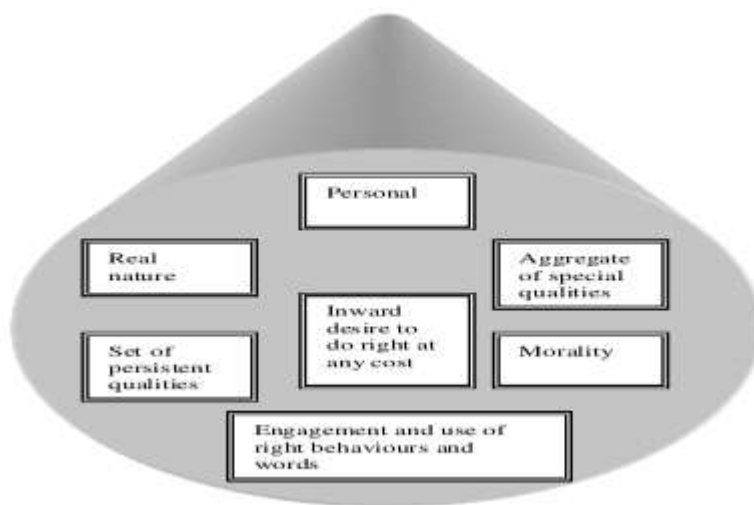 Personal
Real
nature
Aggregate
of special
qualities
Inward
desire to
do right at
any cost
Set of
persistent
qualities
Morality
Engagement and use of
right behaviours and
words